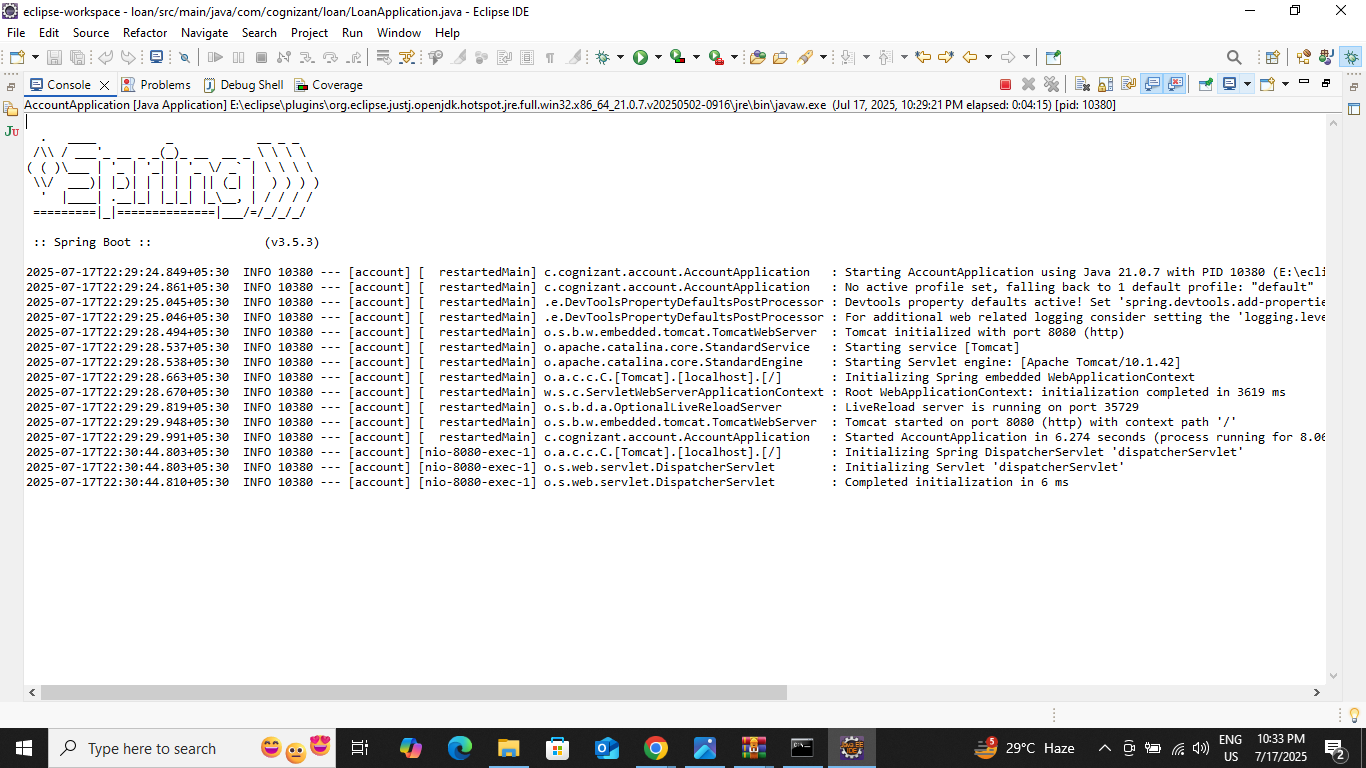 eclipse-workspace - loan/src/main/java/com/cognizant/loan/LoanApplication.java - Eclipse IDE
File Edit Source Refactor Navigate Search Project Run Window Help
Console Problems Debug Shell Coverage
AccountApplication [Java Application] E:\eclipse\plugins\org.eclipse.justj.openjdk.hotspot.jre.full.win32.x86_64_21.0.7.v20250502-0916\jre\bin\javaw.exe (Jul 17, 2025, 10:29:21 PM elapsed: 0:04:15) [pid: 10380]
  .   ____          _            __ _ _
 /\\ / ___'_ __ _ _(_)_ __  __ _ \ \ \ \
( ( )\___ | '_ | '_| | '_ \/ _` | \ \ \ \
 \\/  ___)| |_)| | | | | || (_| |  ) ) ) )
  '  |____| .__|_| |_|_| |_\__, | / / / /
 =========|_|==============|___/=/_/_/_/
:: Spring Boot :: (v3.5.3)
2025-07-17T22:29:24.849+05:30 INFO 10380 --- [account] [ restartedMain] c.cognizant.account.AccountApplication : Starting AccountApplication using Java 21.0.7 with PID 10380 (E:\ecli
2025-07-17T22:29:24.861+05:30 INFO 10380 --- [account] [ restartedMain] c.cognizant.account.AccountApplication : No active profile set, falling back to 1 default profile: "default"
2025-07-17T22:29:25.045+05:30 INFO 10380 --- [account] [ restartedMain] .e.DevToolsPropertyDefaultsPostProcessor : Devtools property defaults active! Set 'spring.devtools.add-propertie
2025-07-17T22:29:25.046+05:30 INFO 10380 --- [account] [ restartedMain] .e.DevToolsPropertyDefaultsPostProcessor : For additional web related logging consider setting the 'logging.leve
2025-07-17T22:29:28.494+05:30 INFO 10380 --- [account] [ restartedMain] o.s.b.w.embedded.tomcat.TomcatWebServer : Tomcat initialized with port 8080 (http)
2025-07-17T22:29:28.537+05:30 INFO 10380 --- [account] [ restartedMain] o.apache.catalina.core.StandardService : Starting service [Tomcat]
2025-07-17T22:29:28.538+05:30 INFO 10380 --- [account] [ restartedMain] o.apache.catalina.core.StandardEngine : Starting Servlet engine: [Apache Tomcat/10.1.42]
2025-07-17T22:29:28.663+05:30 INFO 10380 --- [account] [ restartedMain] o.a.c.c.C.[Tomcat].[localhost].[/] : Initializing Spring embedded WebApplicationContext
2025-07-17T22:29:28.670+05:30 INFO 10380 --- [account] [ restartedMain] w.s.c.ServletWebServerApplicationContext : Root WebApplicationContext: initialization completed in 3619 ms
2025-07-17T22:29:29.819+05:30 INFO 10380 --- [account] [ restartedMain] o.s.b.d.a.OptionalLiveReloadServer : LiveReload server is running on port 35729
2025-07-17T22:29:29.948+05:30 INFO 10380 --- [account] [ restartedMain] o.s.b.w.embedded.tomcat.TomcatWebServer : Tomcat started on port 8080 (http) with context path '/'
2025-07-17T22:29:29.991+05:30 INFO 10380 --- [account] [ restartedMain] c.cognizant.account.AccountApplication : Started AccountApplication in 6.274 seconds (process running for 8.06
2025-07-17T22:30:44.803+05:30 INFO 10380 --- [account] [nio-8080-exec-1] o.a.c.c.C.[Tomcat].[localhost].[/] : Initializing Spring DispatcherServlet 'dispatcherServlet'
2025-07-17T22:30:44.803+05:30 INFO 10380 --- [account] [nio-8080-exec-1] o.s.web.servlet.DispatcherServlet : Initializing Servlet 'dispatcherServlet'
2025-07-17T22:30:44.810+05:30 INFO 10380 --- [account] [nio-8080-exec-1] o.s.web.servlet.DispatcherServlet : Completed initialization in 6 ms
Type here to search
5
29°C Haze
ENG
US
10:33 PM
7/17/2025
2